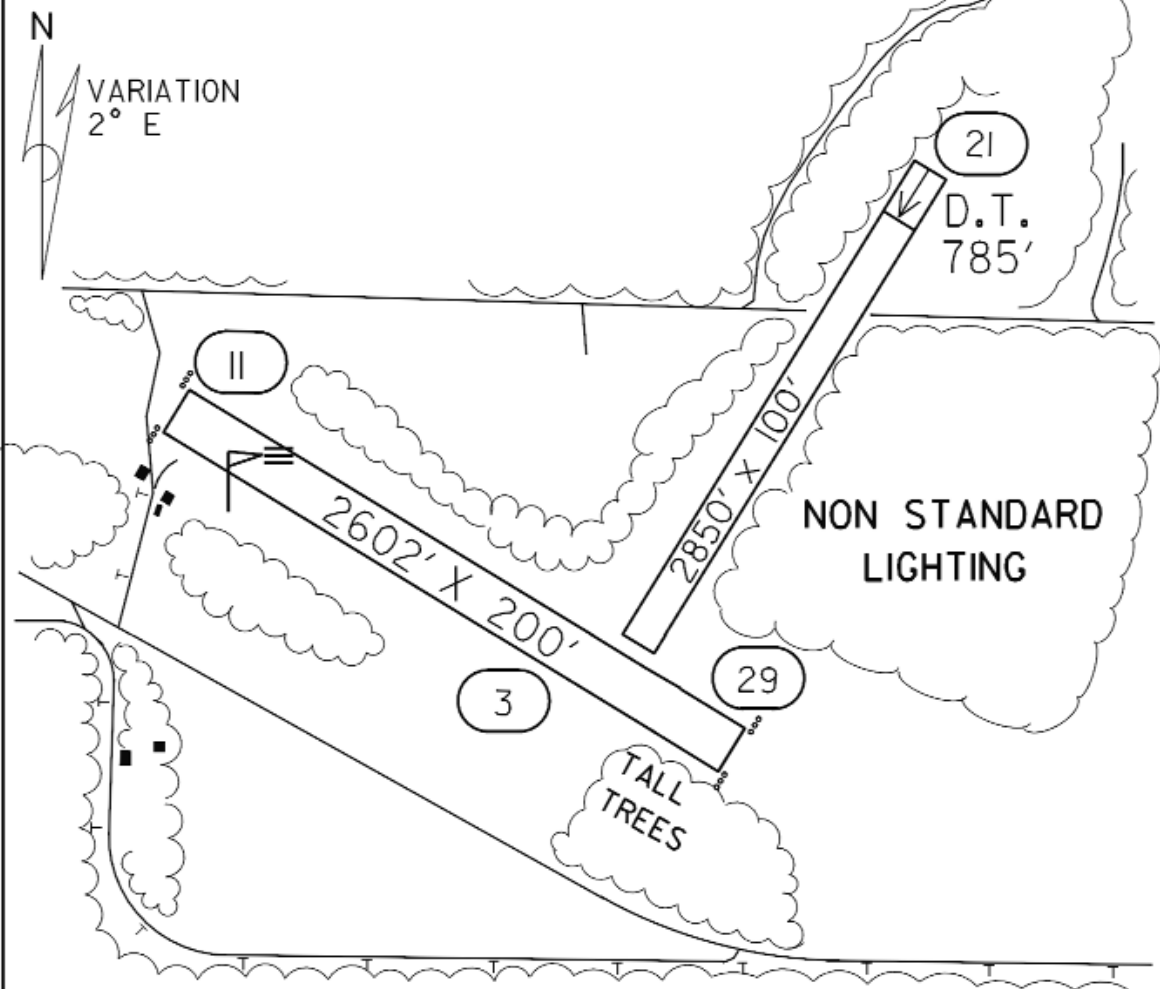 N
VARIATION
2° E
21
D.T.
785′
11
2850′ X 100′
2602′ X 200′
NON STANDARD
LIGHTING
29
3
TALL
TREES